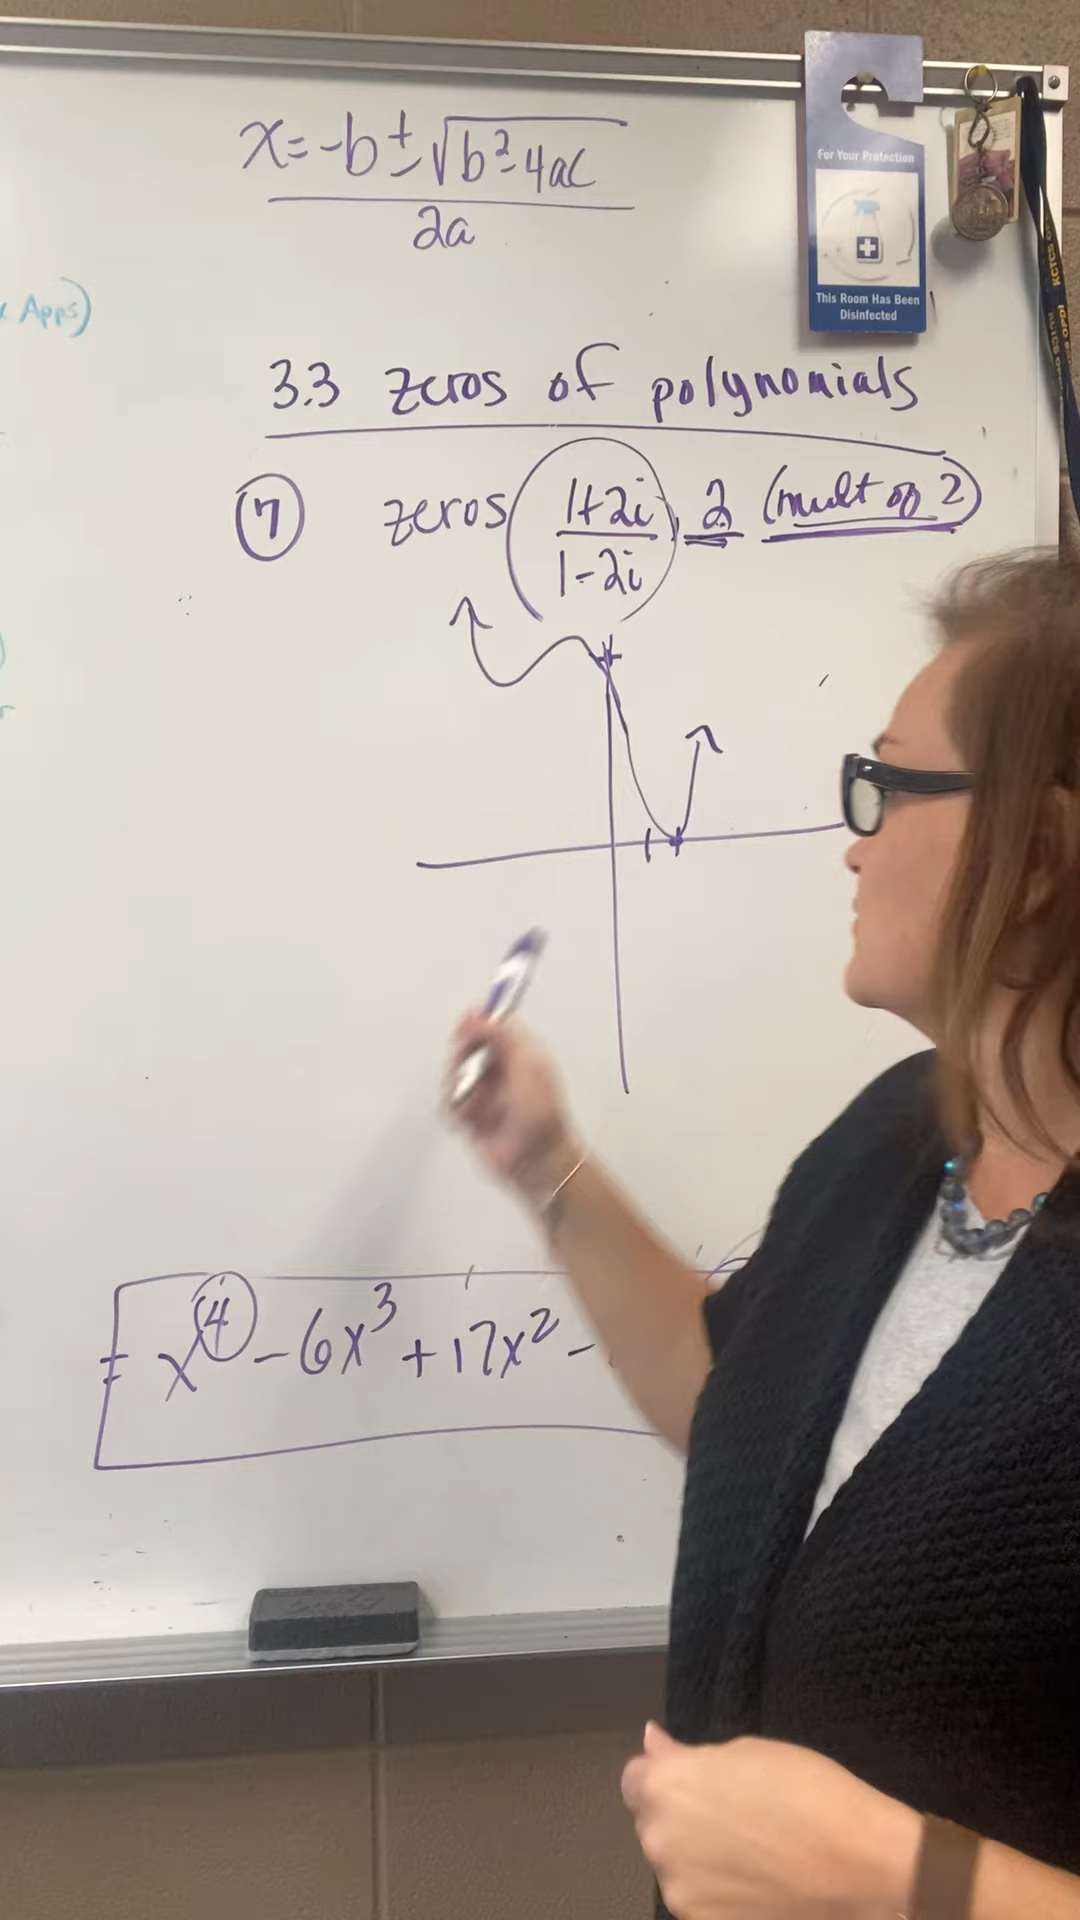 x = -b ± √b² - 4ac
2a
Apps)
3.3 zeros of polynomials
⑦ zeros 1+2i, 2 (mult of 2)
1-2i
= x⁴ - 6x³ + 17x² -
For Your Protection
This Room Has Been
Disinfected